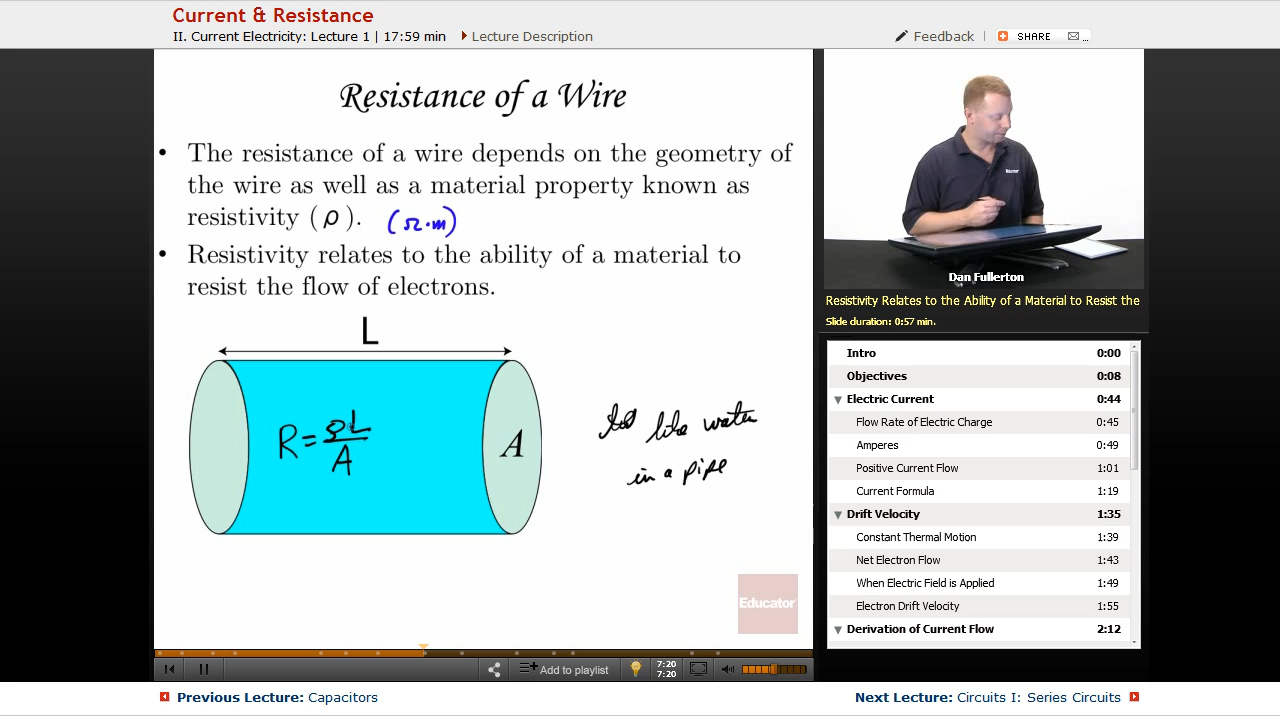 Current & Resistance
II. Current Electricity: Lecture 1 | 17:59 min Lecture Description
Feedback | SHARE
Resistance of a Wire
• The resistance of a wire depends on the geometry of
the wire as well as a material property known as
resistivity (ρ). (Ω·m)
• Resistivity relates to the ability of a material to
resist the flow of electrons.
L
R = ρL
A
A
like water
in a pipe
Educator
Educator
Dan Fullerton
Resistivity Relates to the Ability of a Material to Resist the
Slide duration: 0:57 min.
Intro 0:00
Objectives 0:08
Electric Current 0:44
Flow Rate of Electric Charge 0:45
Amperes 0:49
Positive Current Flow 1:01
Current Formula 1:19
Drift Velocity 1:35
Constant Thermal Motion 1:39
Net Electron Flow 1:43
When Electric Field is Applied 1:49
Electron Drift Velocity 1:55
Derivation of Current Flow 2:12
Add to playlist
7:20
7:20
Previous Lecture: Capacitors
Next Lecture: Circuits I: Series Circuits